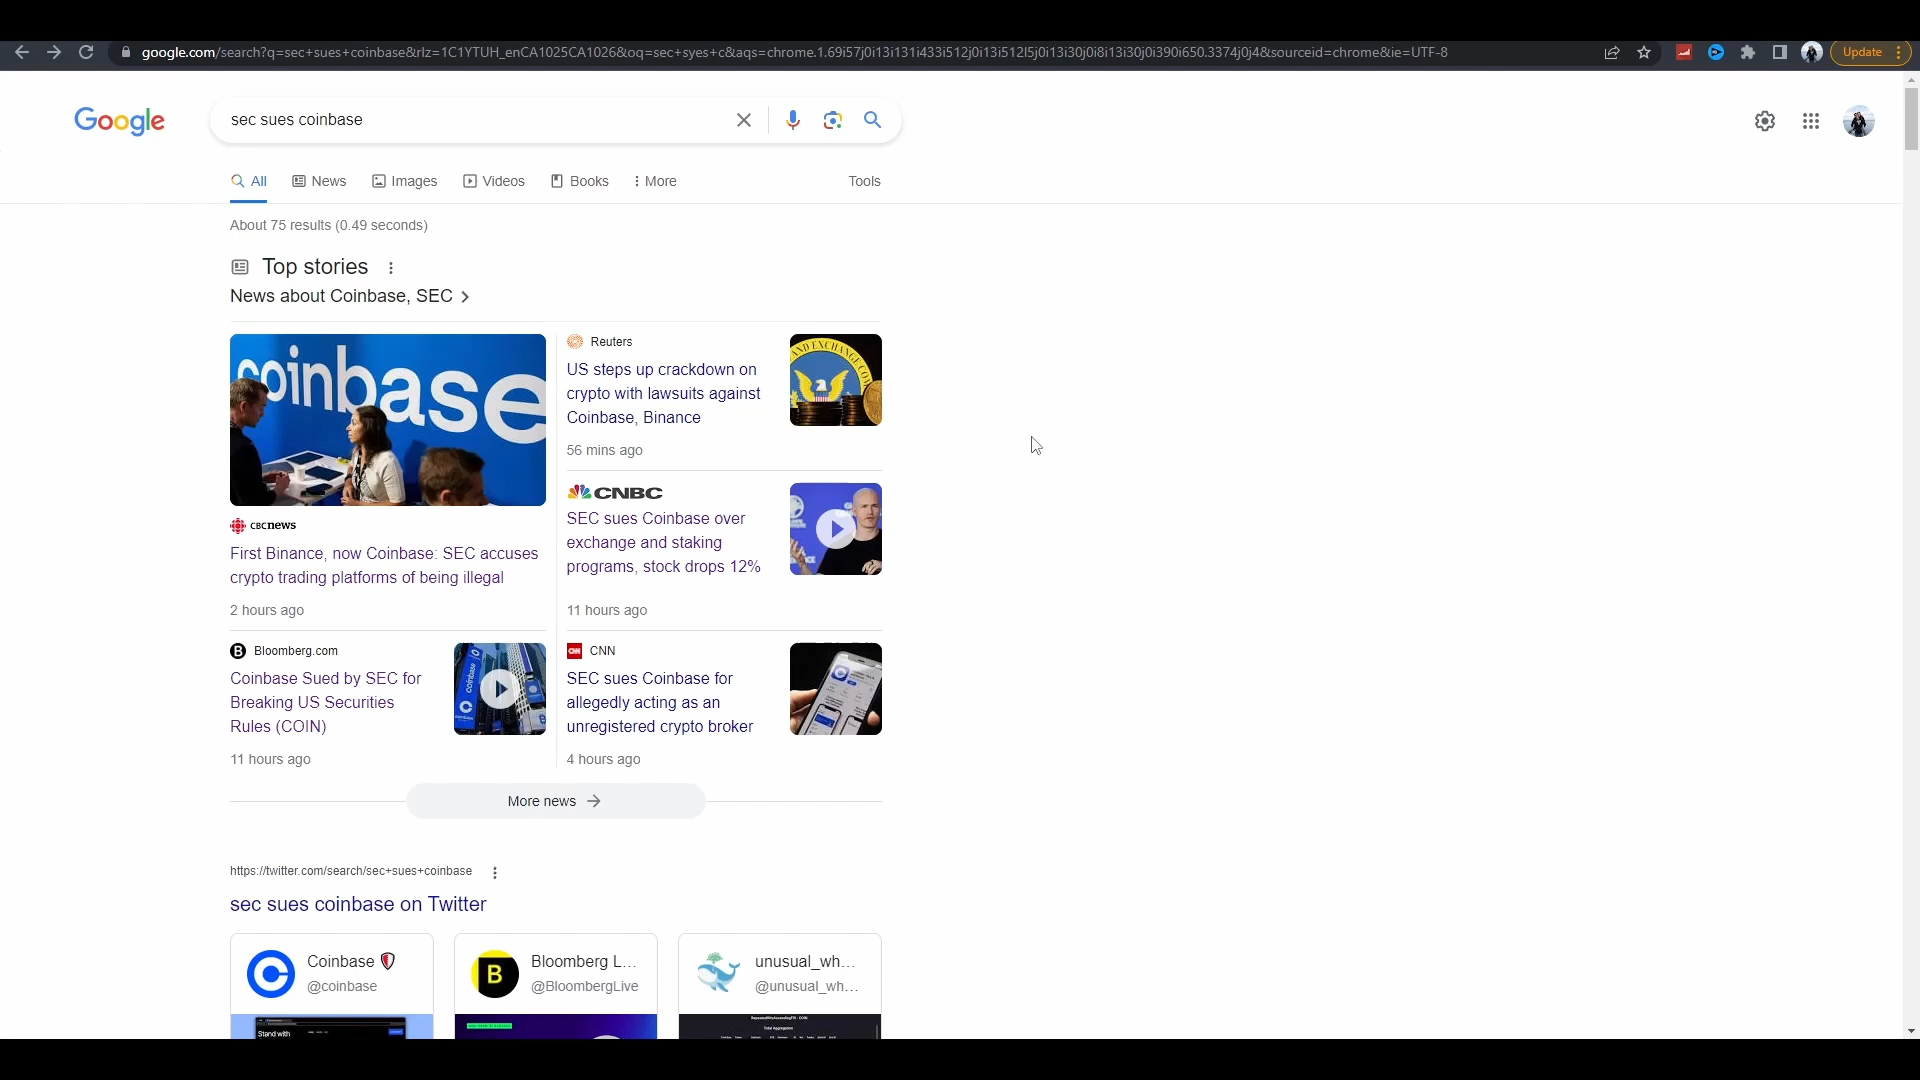 google.com/search?q=sec+sues+coinbase&rlz=1C1YTUH_enCA1025CA1026&oq=sec+syes+c&aqs=chrome.1.69i57j0i13i131i433i512j0i13i512l5j0i13i30j0i8i13i30j0i390i650.3374j0j4&sourceid=chrome&ie=UTF-8
Update
Google
sec sues coinbase
All
News
Images
Videos
Books
More
Tools
About 75 results (0.49 seconds)
Top stories
News about Coinbase, SEC
coinbase
CBCNEWS
First Binance, now Coinbase: SEC accuses
crypto trading platforms of being illegal
2 hours ago
Reuters
US steps up crackdown on
crypto with lawsuits against
Coinbase, Binance
56 mins ago
AND EXCHANGE COM
CNBC
SEC sues Coinbase over
exchange and staking
programs, stock drops 12%
11 hours ago
B Bloomberg.com
Coinbase Sued by SEC for
Breaking US Securities
Rules (COIN)
11 hours ago
coinbase
CNN CNN
SEC sues Coinbase for
allegedly acting as an
unregistered crypto broker
4 hours ago
More news
https://twitter.com/search/sec+sues+coinbase
sec sues coinbase on Twitter
Coinbase
@coinbase
Stand with
B
Bloomberg L...
@BloombergLive
unusual_wh...
@unusual_wh...